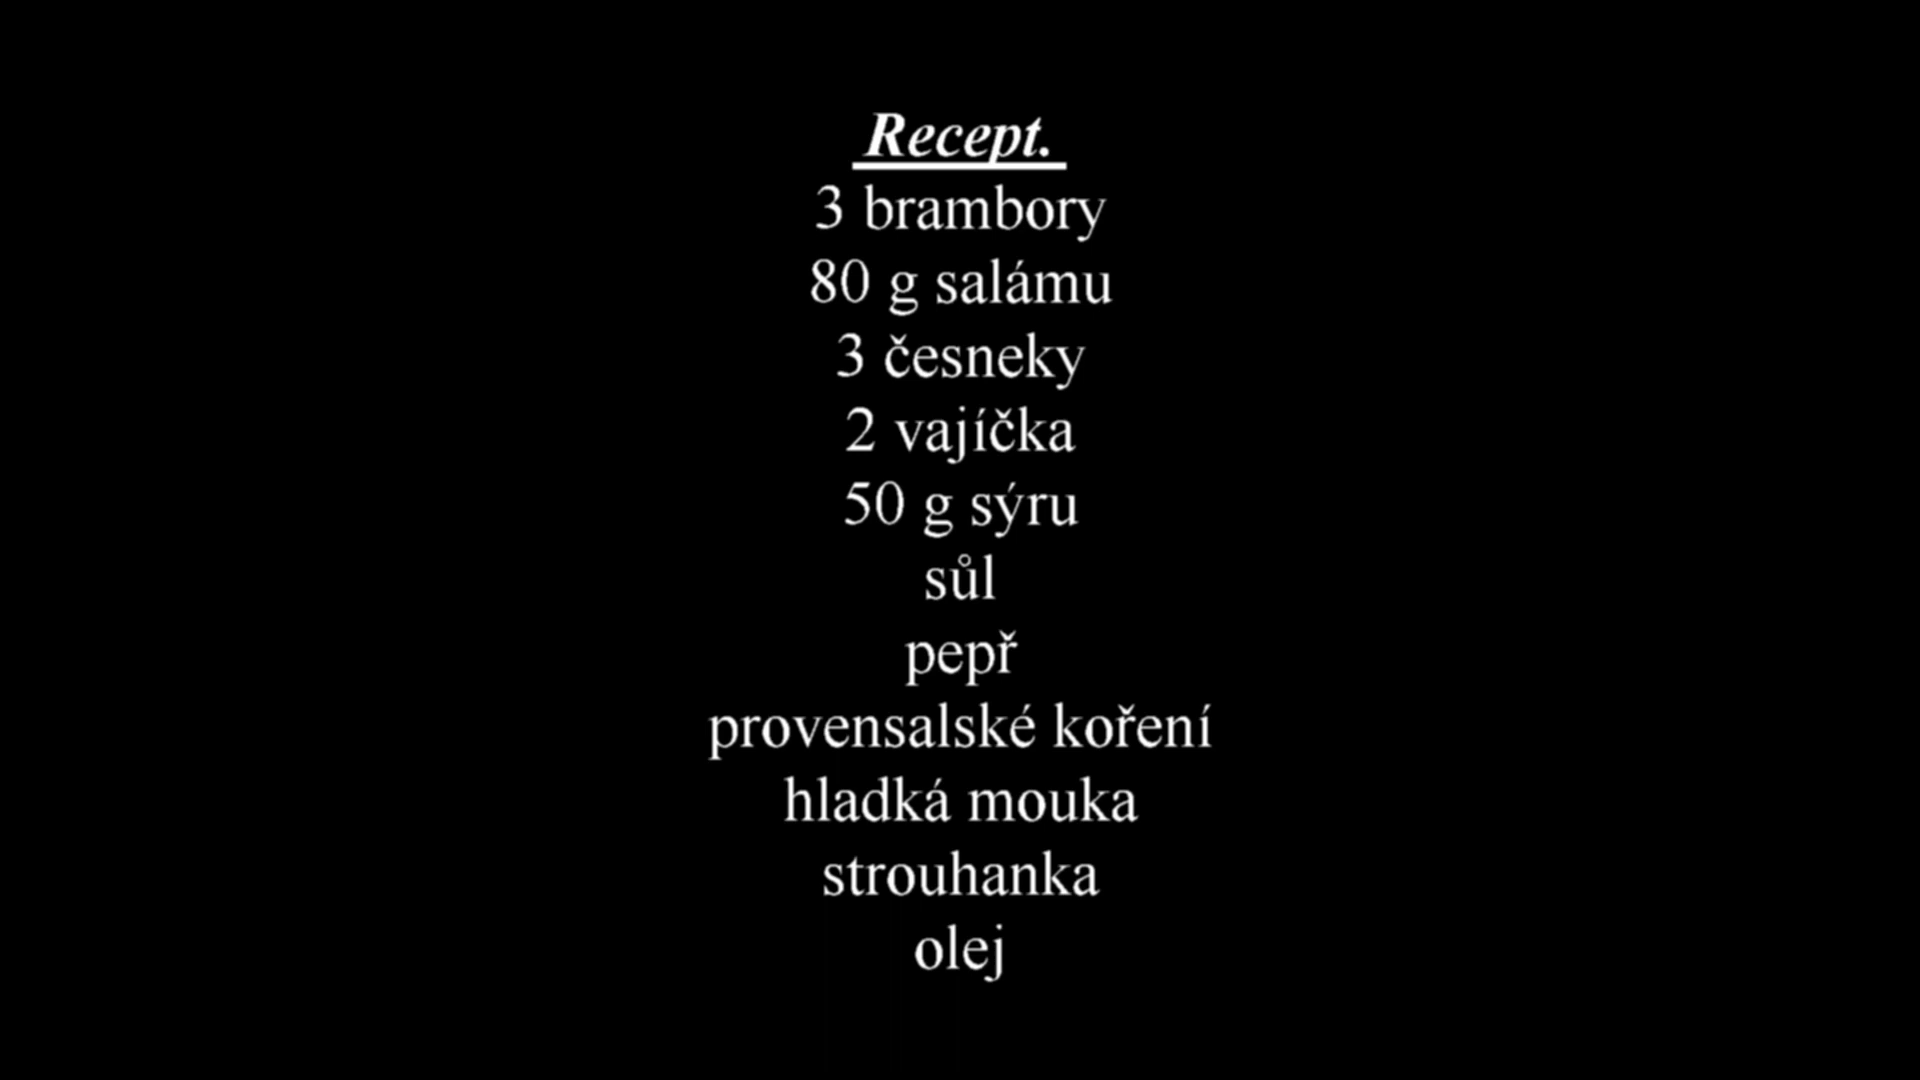 Recept.
3 brambory
80 g salámu
3 česneky
2 vajíčka
50 g sýru
sůl
pepř
provensalské koření
hladká mouka
strouhanka
olej